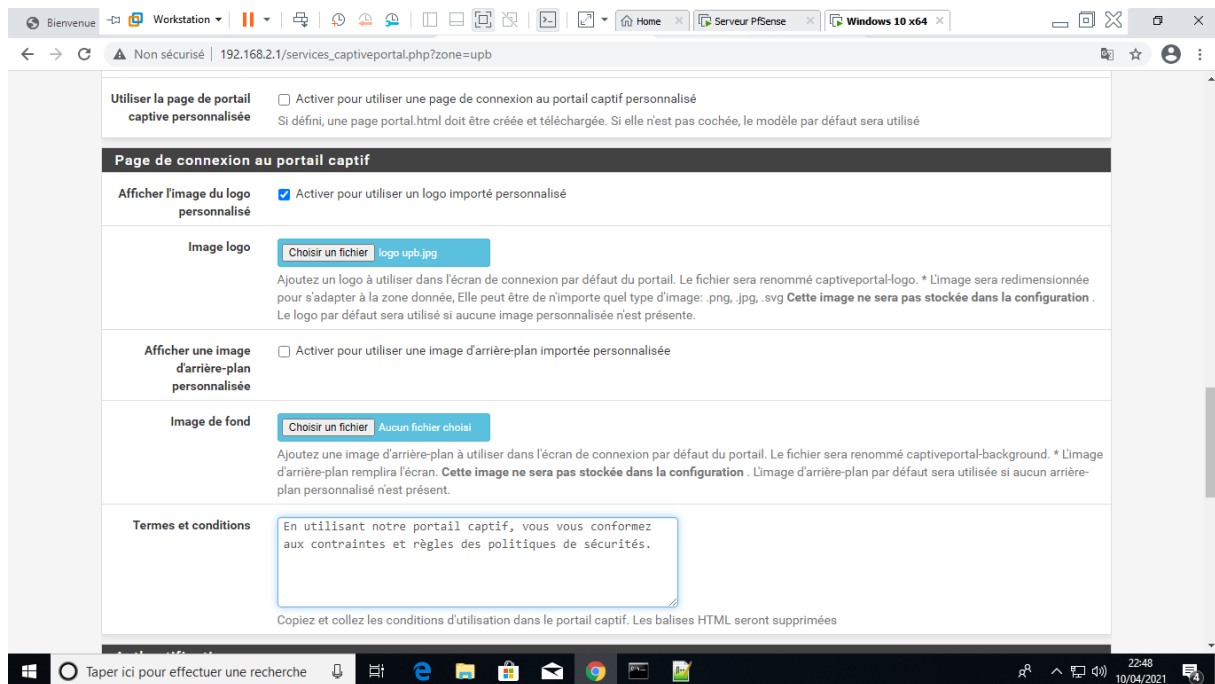 Bienvenue
Workstation
Home
Serveur PfSense
Windows 10 x64
Non sécurisé
192.168.2.1/services_captiveportal.php?zone=upb
Utiliser la page de portail captive personnalisée
Activer pour utiliser une page de connexion au portail captif personnalisé
Si défini, une page portal.html doit être créée et téléchargée. Si elle n'est pas cochée, le modèle par défaut sera utilisé
Page de connexion au portail captif
Afficher l'image du logo
personnalisé
Activer pour utiliser un logo importé personnalisé
Image logo
Choisir un fichier logo upb.jpg
Ajoutez un logo à utiliser dans l'écran de connexion par défaut du portail. Le fichier sera renommé captiveportal-logo. * L'image sera redimensionnée
pour s'adapter à la zone donnée, Elle peut être de n'importe quel type d'image: .png, .jpg, .svg Cette image ne sera pas stockée dans la configuration .
Le logo par défaut sera utilisé si aucune image personnalisée n'est présente.
Afficher une image
d'arrière-plan
personnalisée
Activer pour utiliser une image d'arrière-plan importée personnalisée
Image de fond
Choisir un fichier Aucun fichier choisi
Ajoutez une image d'arrière-plan à utiliser dans l'écran de connexion par défaut du portail. Le fichier sera renommé captiveportal-background. * L'image
d'arrière-plan remplira l'écran. Cette image ne sera pas stockée dans la configuration . L'image d'arrière-plan par défaut sera utilisée si aucun arrière-
plan personnalisé n'est présent.
Termes et conditions
En utilisant notre portail captif, vous vous conformez
aux contraintes et règles des politiques de sécurités.
Copiez et collez les conditions d'utilisation dans le portail captif. Les balises HTML seront supprimées
Taper ici pour effectuer une recherche
22:48
10/04/2021
4